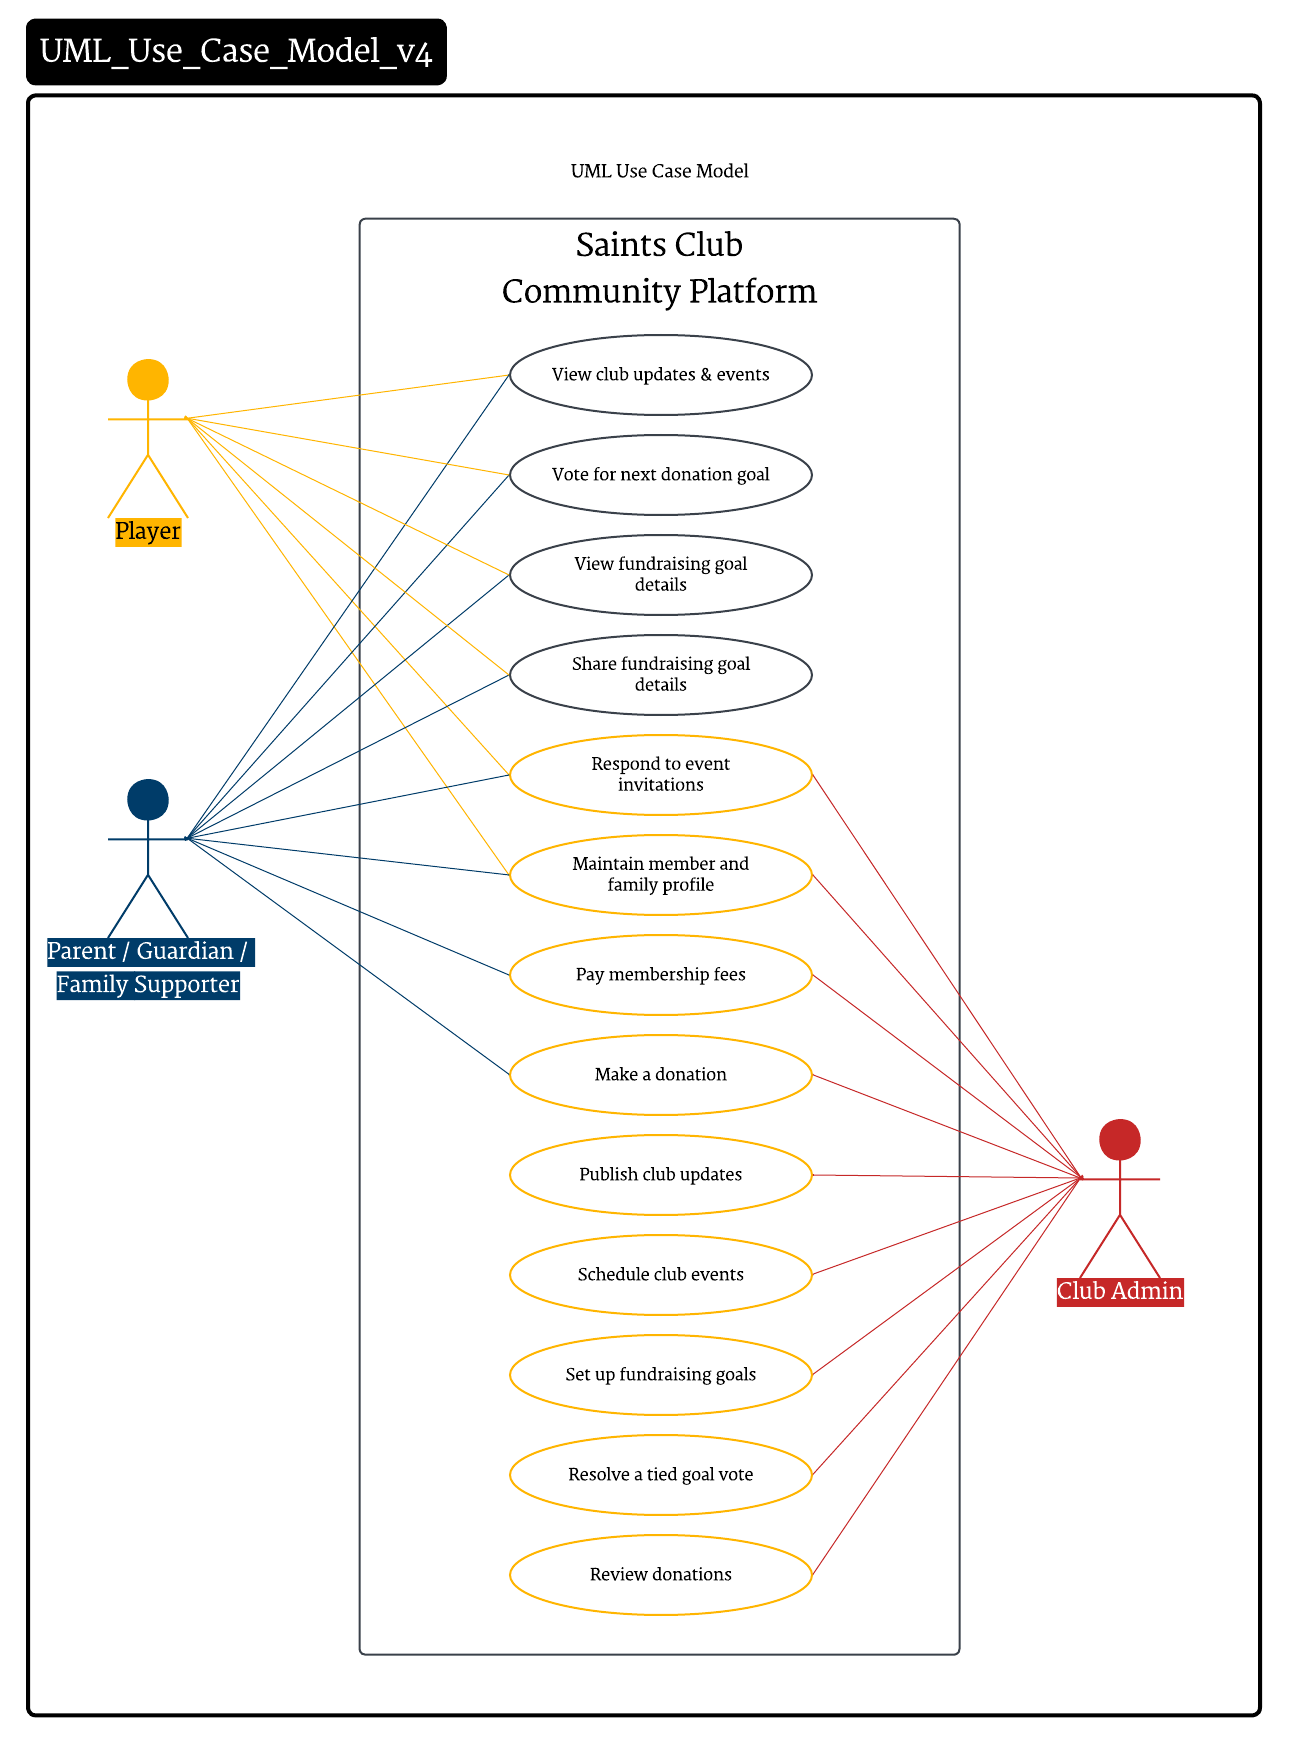 UML_Use_Case_Model_v4
UML Use Case Model
Saints Club
Community Platform
View club updates & events
Vote for next donation goal
Player
View fundraising goal
details
Share fundraising goal
details
Respond to event
invitations
Maintain member and
family profile
Parent / Guardian /
Family Supporter
Pay membership fees
Make a donation
Publish club updates
Schedule club events
Club Admin
Set up fundraising goals
Resolve a tied goal vote
Review donations